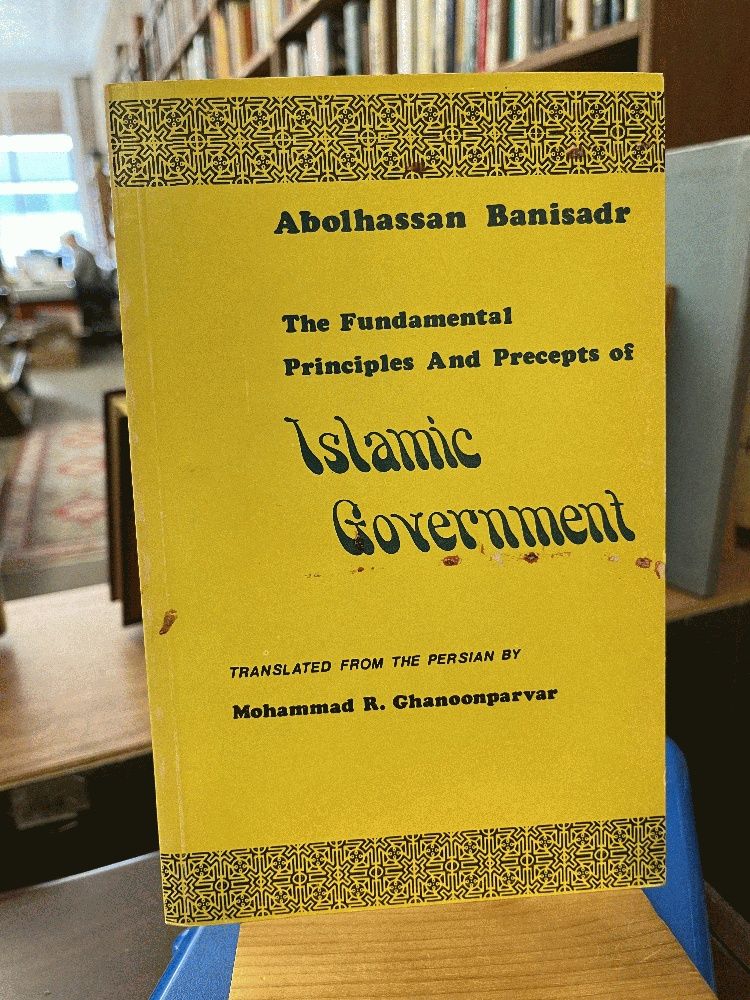 Abolhassan Banisadr
The Fundamental
Principles And Precepts of
Islamic
Government
TRANSLATED FROM THE PERSIAN BY
Mohammad R. Ghanoonparvar